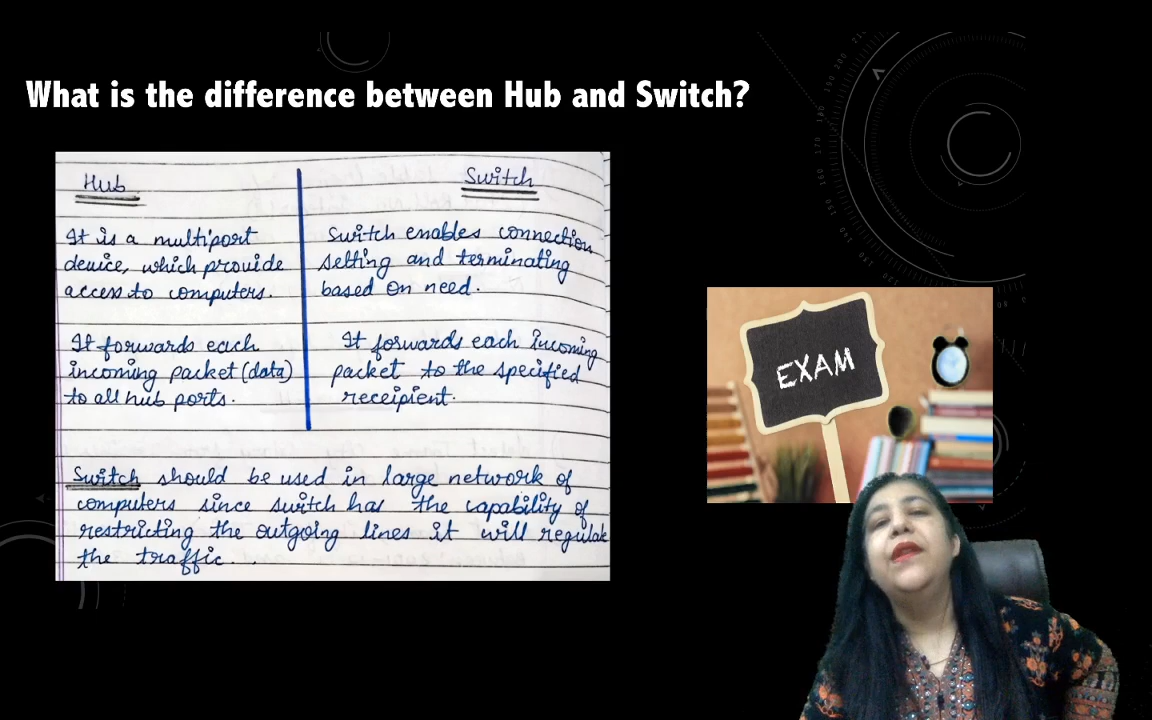 What is the difference between Hub and Switch?
Hub
Switch
It is a multiport
device, which provide
access to computers.
Switch enables connection
setting and terminating
based on need.
It forwards each
incoming packet (data)
to all hub ports.
It forwards each incoming
packet to the specified
receipient.
Switch should be used in large network of
computers since switch has the capability of
restricting the outgoing lines it will regulate
the traffic.
EXAM